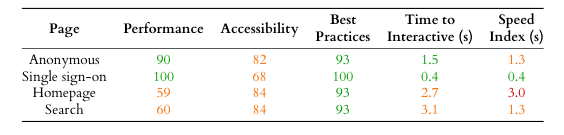 Page Performance Accessibility Best Practices Time to Interactive (s) Speed Index (s)
Anonymous 90 82 93 1.5 1.3
Single sign-on 100 68 100 0.4 0.4
Homepage 59 84 93 2.7 3.0
Search 60 84 93 3.1 1.3